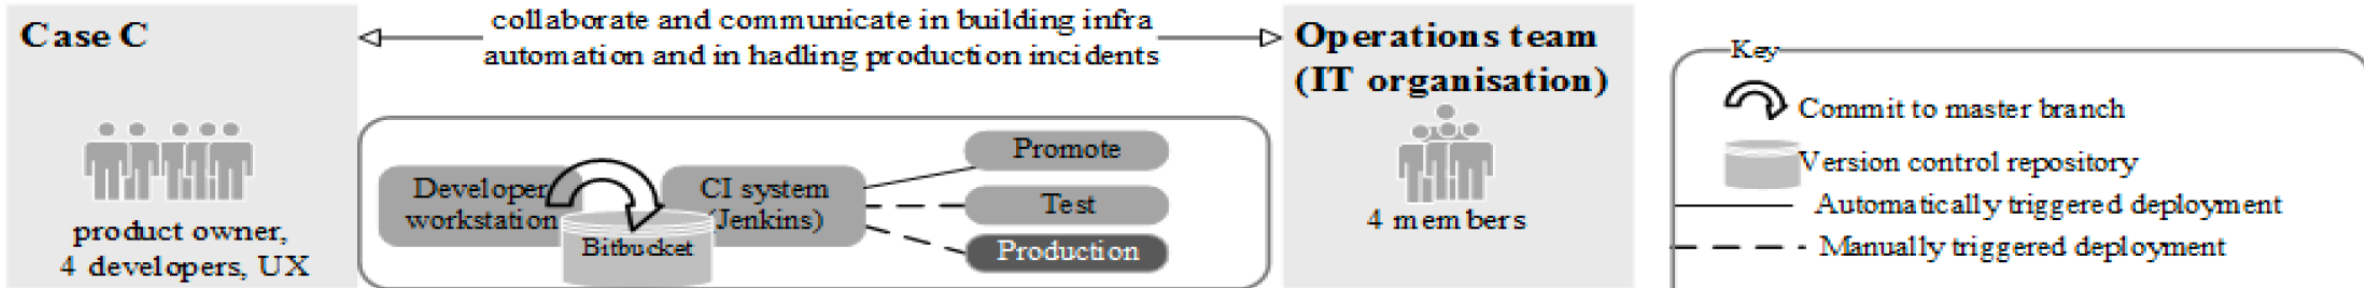 Case C
product owner,
4 developers, UX
collaborate and communicate in building infra
automation and in hadling production incidents
Developer
workstation
Bitbucket
CI system
(Jenkins)
Promote
Test
Production
Operations team
(IT organisation)
4 members
Key
Commit to master branch
Version control repository
Automatically triggered deployment
Manually triggered deployment